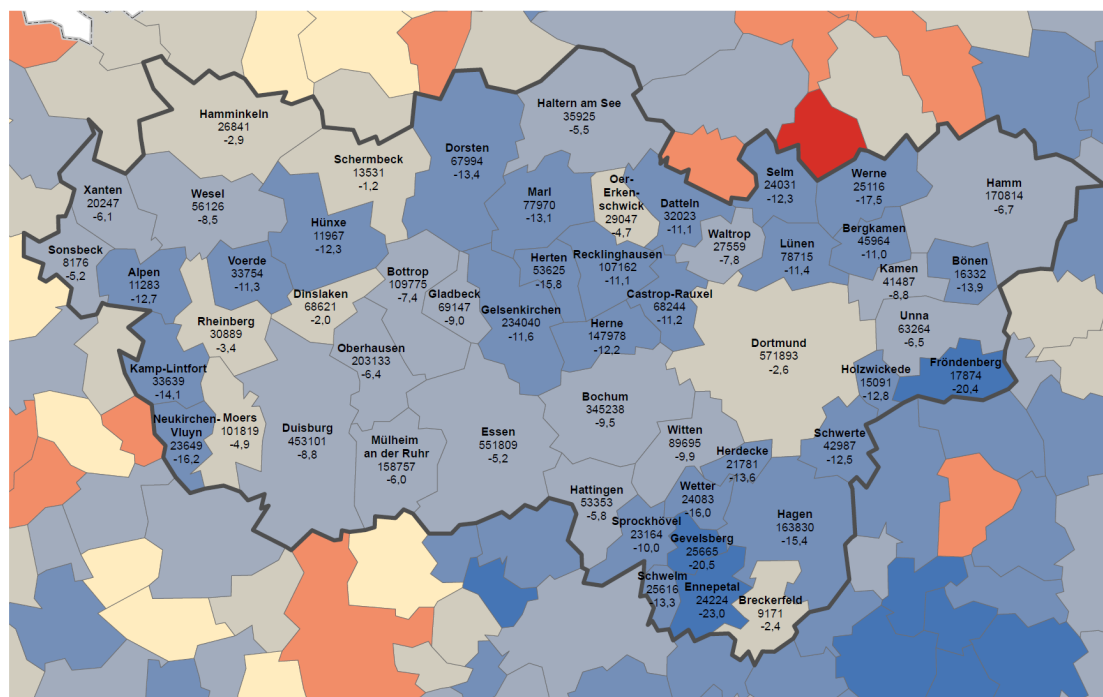 Hamminkeln
26841
-2,9
Haltern am See
35925
-5,5
Dorsten
67994
-13,4
Schermbeck
13531
-1,2
Selm
24031
-12,3
Werne
25116
-17,5
Hamm
170814
-6,7
Xanten
20247
-6,1
Wesel
56126
-8,5
Marl
77970
-13,1
Oer-
Erken-
schwick
29047
-4,7
Datteln
32023
-11,1
Hünxe
11967
-12,3
Waltrop
27559
-7,8
Bergkamen
45964
-11,0
Lünen
78715
-11,4
Sonsbeck
8176
-5,2
Alpen
11283
-12,7
Voerde
33754
-11,3
Bottrop
109775
-7,4
Herten
53625
-15,8
Recklinghausen
107162
-11,1
Kamen
41487
-8,8
Bönen
16332
-13,9
Dinslaken
68621
-2,0
Gladbeck
69147
-9,0
Castrop-Rauxel
68244
-11,2
Gelsenkirchen
234040
-11,6
Rheinberg
30889
-3,4
Herne
147978
-12,2
Unna
63264
-6,5
Oberhausen
203133
-6,4
Dortmund
571893
-2,6
Kamp-Lintfort
33639
-14,1
Holzwickede
15091
-12,8
Fröndenberg
17874
-20,4
Bochum
345238
-9,5
Neukirchen-
Vluyn
23649
-16,2
Moers
101819
-4,9
Duisburg
453101
-8,8
Mülheim
an der Ruhr
158757
-6,0
Essen
551809
-5,2
Witten
89695
-9,9
Schwerte
42987
-12,5
Herdecke
21781
-13,6
Hattingen
53353
-5,8
Wetter
24083
-16,0
Hagen
163830
-15,4
Sprockhövel
23164
-10,0
Gevelsberg
25665
-20,5
Schwelm
25616
-13,3
Ennepetal
24224
-23,0
Breckerfeld
9171
-2,4